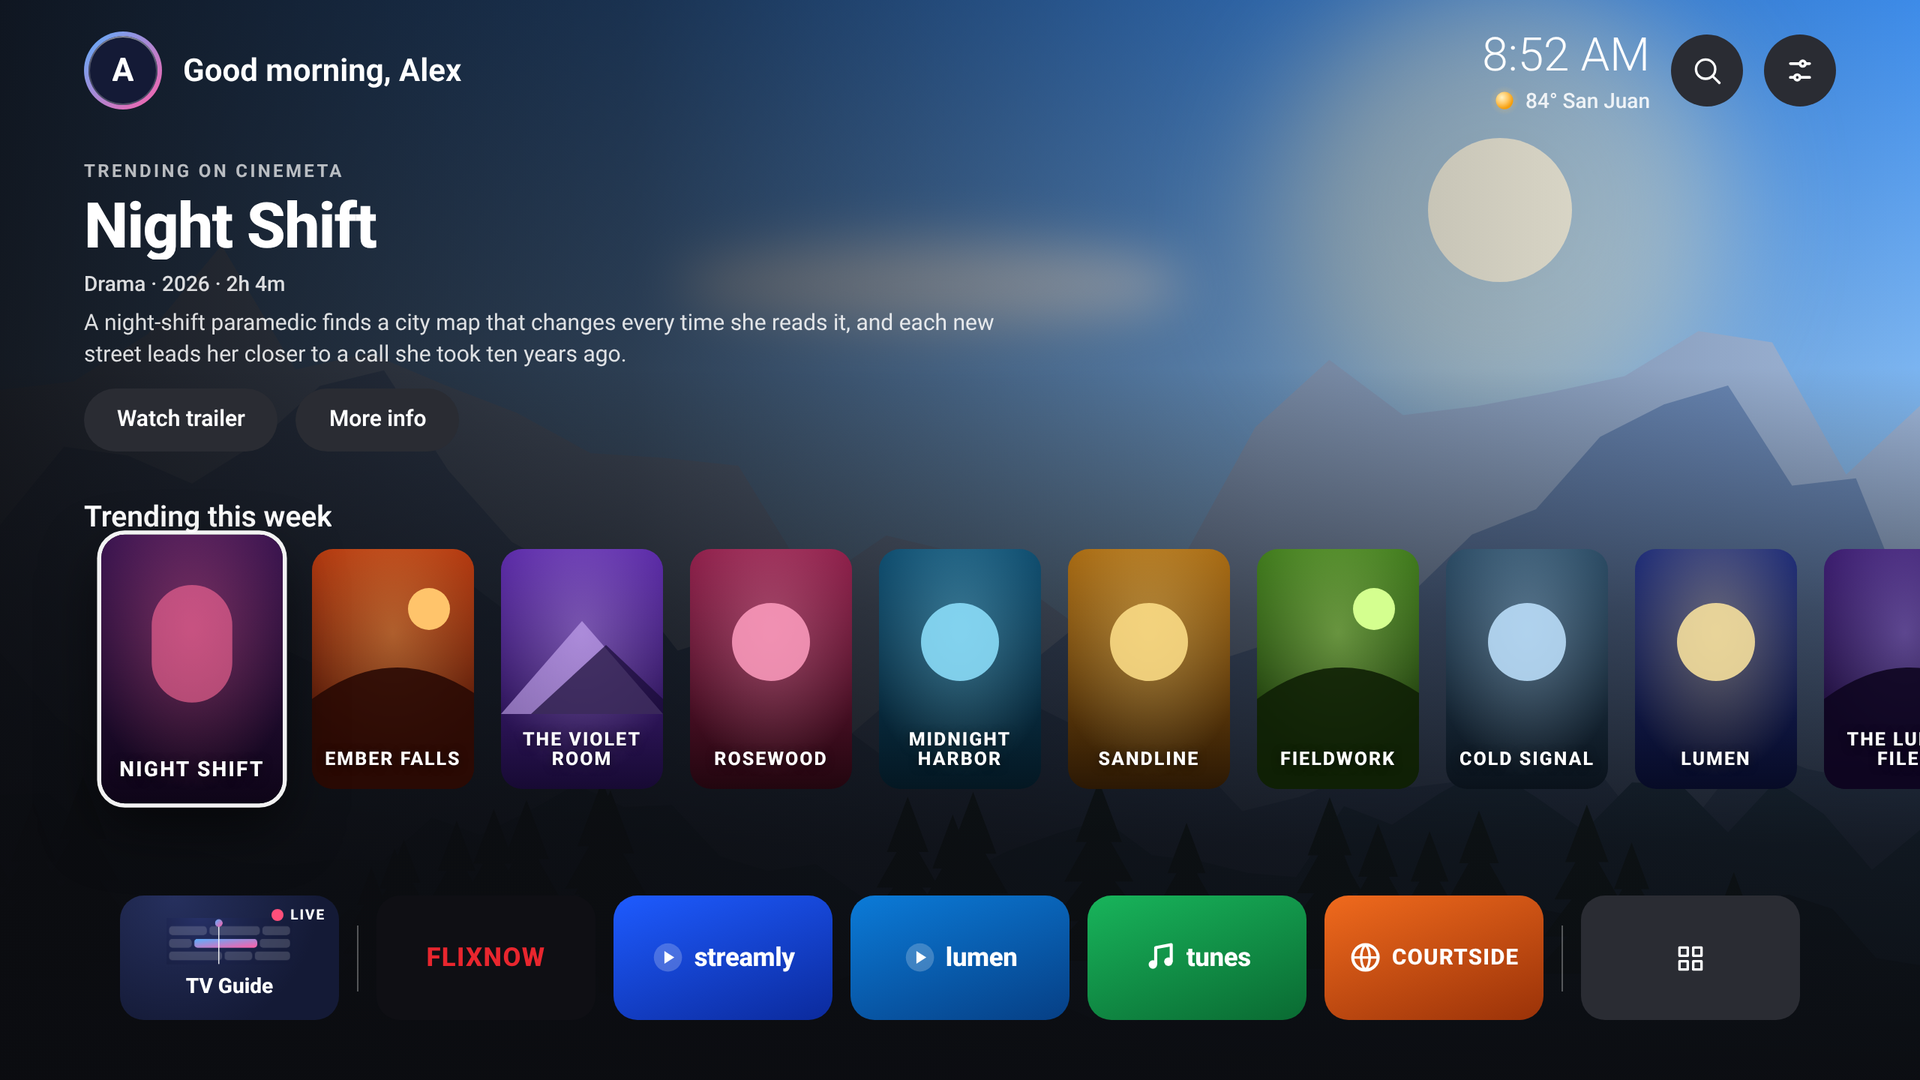 A
Good morning, Alex
8:52 AM
84° San Juan
TRENDING ON CINEMETA
Night Shift
Drama · 2026 · 2h 4m
A night-shift paramedic finds a city map that changes every time she reads it, and each new
street leads her closer to a call she took ten years ago.
Watch trailer
More info
Trending this week
NIGHT SHIFT
EMBER FALLS
THE VIOLET
ROOM
ROSEWOOD
MIDNIGHT
HARBOR
SANDLINE
FIELDWORK
COLD SIGNAL
LUMEN
THE
LIVE
TV Guide
FLIXNOW
streamly
lumen
tunes
COURTSIDE